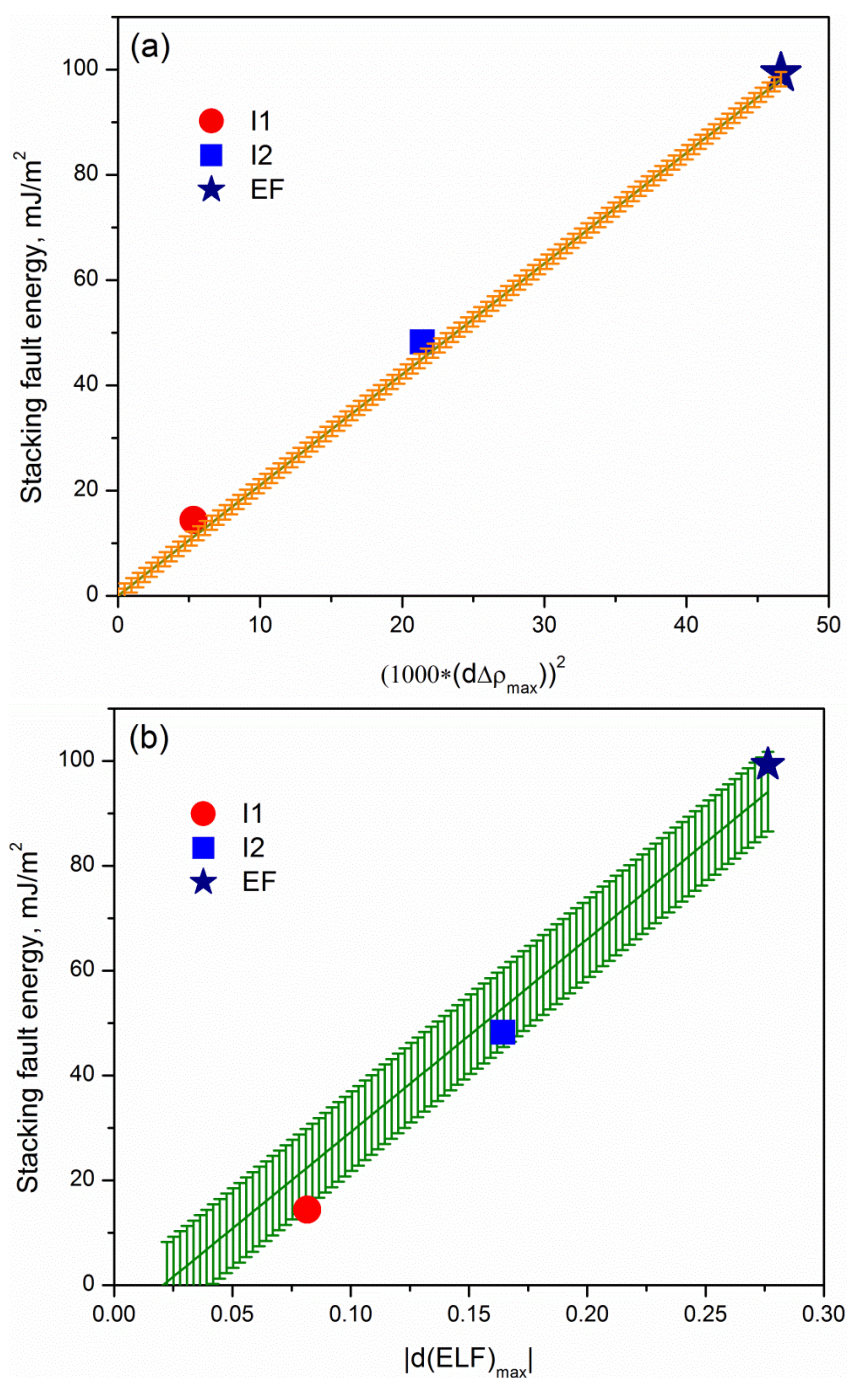 (a)
I1
I2
EF
Stacking fault energy, mJ/m²
100
80
60
40
20
0
0 10 20 30 40 50
(1000*(dΔρmax))²
(b)
I1
I2
EF
Stacking fault energy, mJ/m²
100
80
60
40
20
0
0.00 0.05 0.10 0.15 0.20 0.25 0.30
|d(ELF)max|